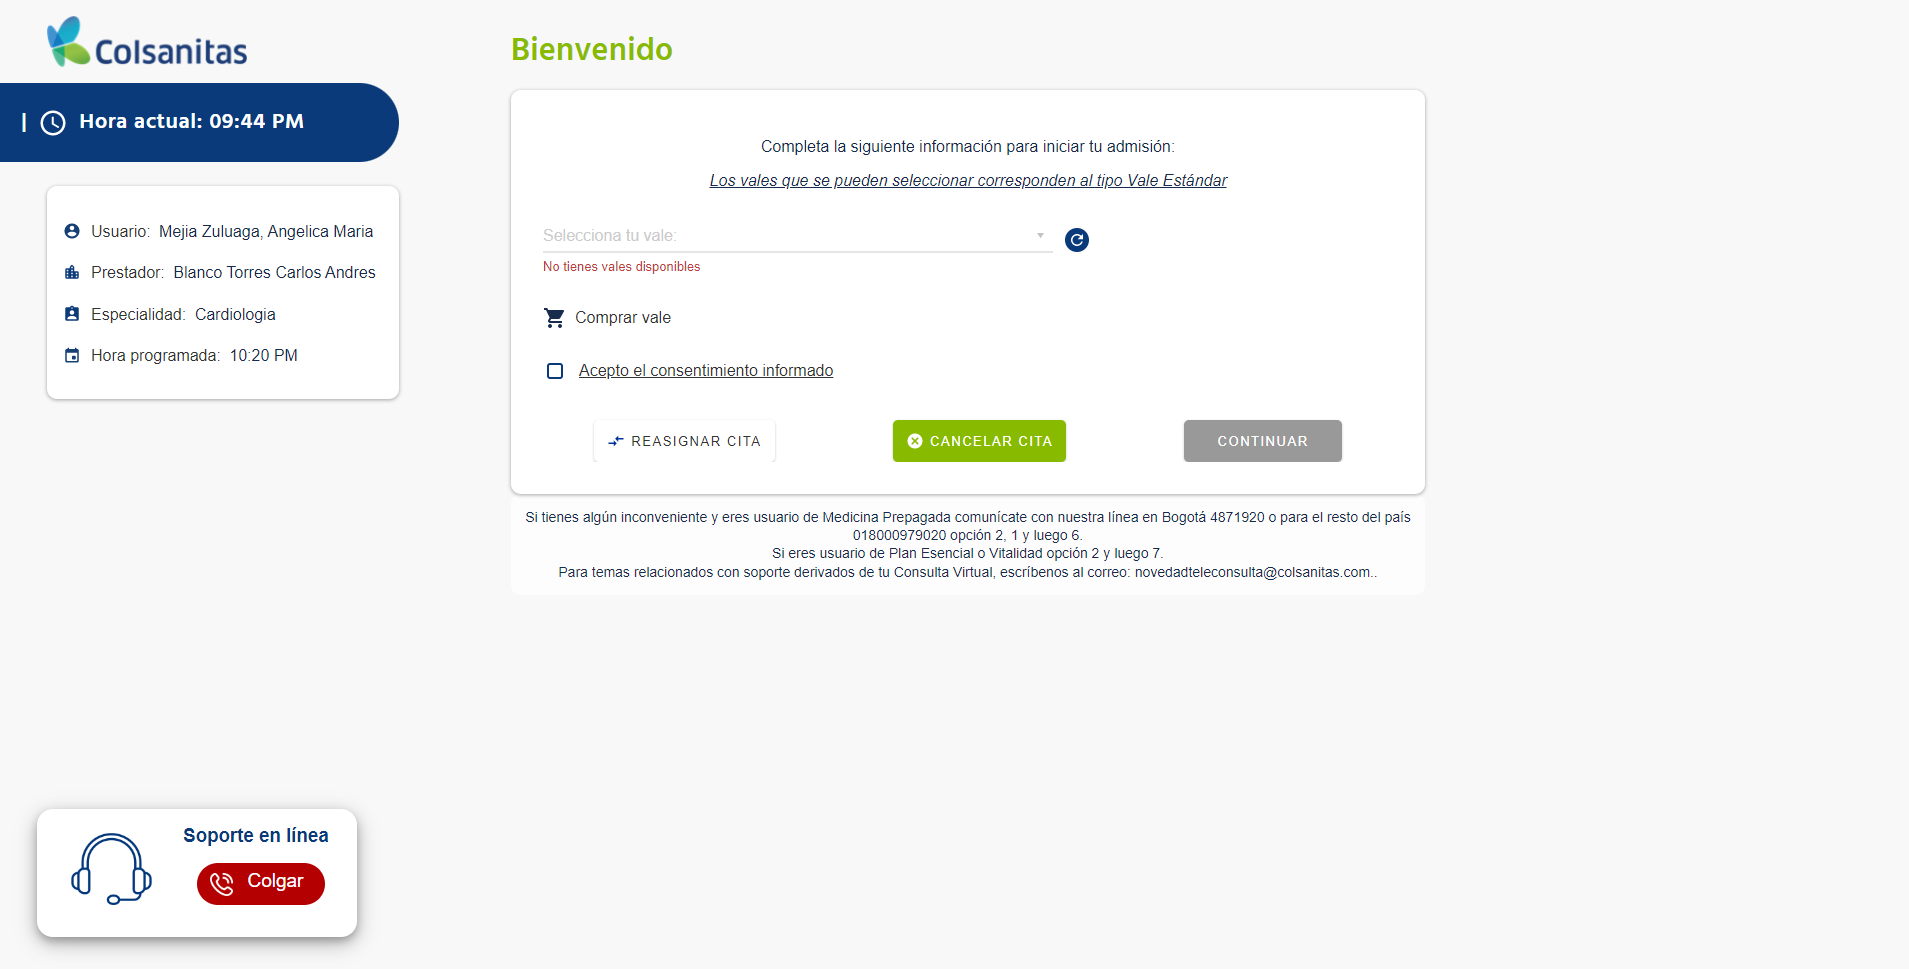 Colsanitas
Hora actual: 09:44 PM
Usuario: Mejia Zuluaga, Angelica Maria
Prestador: Blanco Torres Carlos Andres
Especialidad: Cardiologia
Hora programada: 10:20 PM
Bienvenido
Completa la siguiente información para iniciar tu admisión:
Los vales que se pueden seleccionar corresponden al tipo Vale Estándar
Selecciona tu vale:
No tienes vales disponibles
Comprar vale
Acepto el consentimiento informado
REASIGNAR CITA
CANCELAR CITA
CONTINUAR
Si tienes algún inconveniente y eres usuario de Medicina Prepagada comunícate con nuestra línea en Bogotá 4871920 o para el resto del país
018000979020 opción 2, 1 y luego 6.
Si eres usuario de Plan Esencial o Vitalidad opción 2 y luego 7.
Para temas relacionados con soporte derivados de tu Consulta Virtual, escríbenos al correo: novedadteleconsulta@colsanitas.com..
Soporte en línea
Colgar